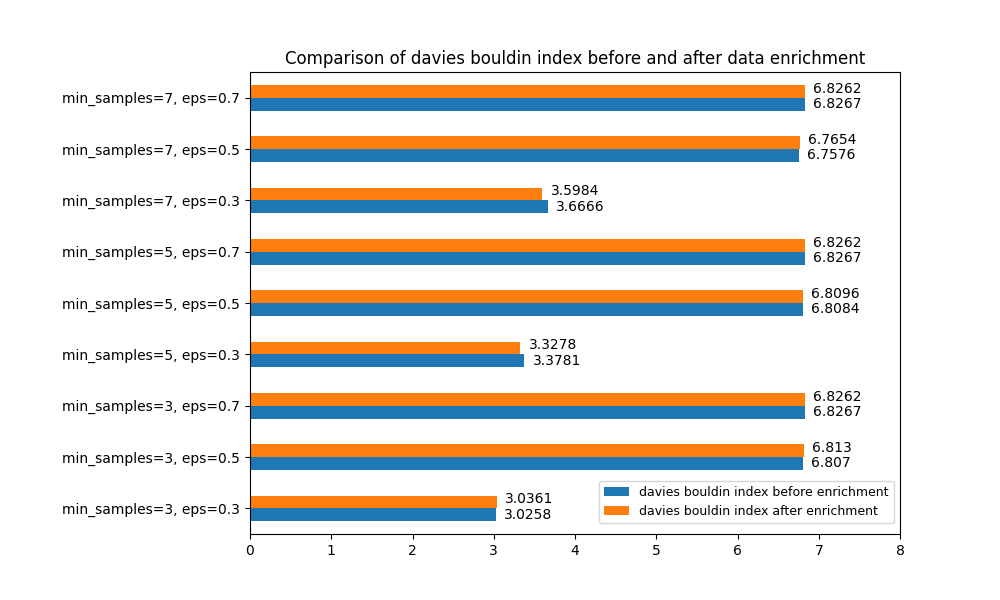 Comparison of davies bouldin index before and after data enrichment
min_samples=7, eps=0.7
6.8262
6.8267
min_samples=7, eps=0.5
6.7654
6.7576
min_samples=7, eps=0.3
3.5984
3.6666
min_samples=5, eps=0.7
6.8262
6.8267
min_samples=5, eps=0.5
6.8096
6.8084
min_samples=5, eps=0.3
3.3278
3.3781
min_samples=3, eps=0.7
6.8262
6.8267
min_samples=3, eps=0.5
6.813
6.807
min_samples=3, eps=0.3
3.0361
3.0258
davies bouldin index before enrichment
davies bouldin index after enrichment
0 1 2 3 4 5 6 7 8